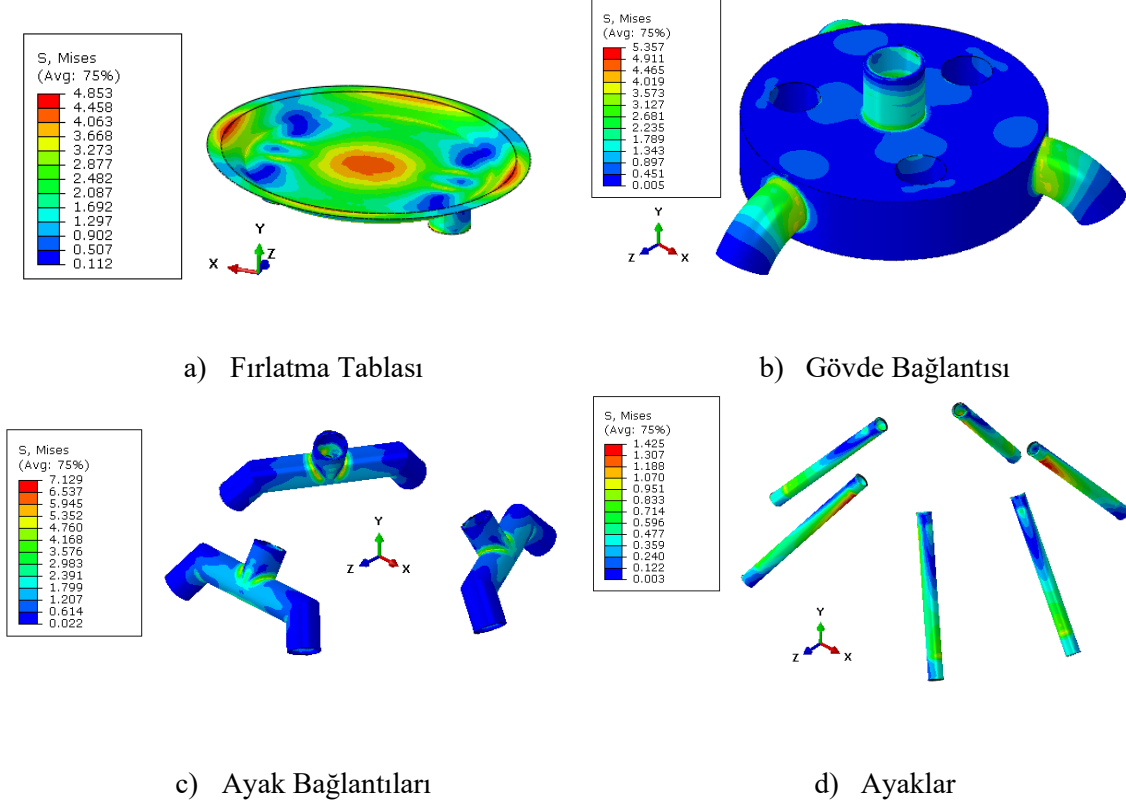 S, Mises
(Avg: 75%)
4.853
4.458
4.063
3.668
3.273
2.877
2.482
2.087
1.692
1.297
0.902
0.507
0.112
Y
Z
X
a) Fırlatma Tablası
S, Mises
(Avg: 75%)
5.357
4.911
4.465
4.019
3.573
3.127
2.681
2.235
1.789
1.343
0.897
0.451
0.005
Y
Z
X
b) Gövde Bağlantısı
S, Mises
(Avg: 75%)
7.129
6.537
5.945
5.352
4.760
4.168
3.576
2.983
2.391
1.799
1.207
0.614
0.022
Y
Z
X
c) Ayak Bağlantıları
S, Mises
(Avg: 75%)
1.425
1.307
1.188
1.070
0.951
0.833
0.714
0.596
0.477
0.359
0.240
0.122
0.003
Y
Z
X
d) Ayaklar